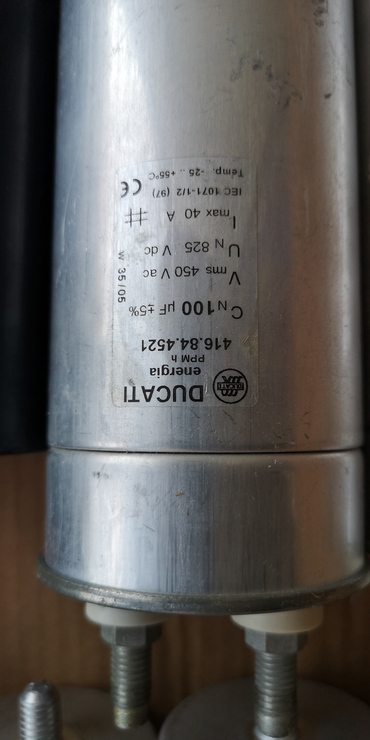 DUCATI
DUCATI
energia
PPM h
416.84.4521
C N 100 µF ±5%
V rms 450 V ac
U N 825 V dc
I max 40 A #
IEC 1071-1/2 (97) CE
Temp. -25 .. +55°C
W 35/05